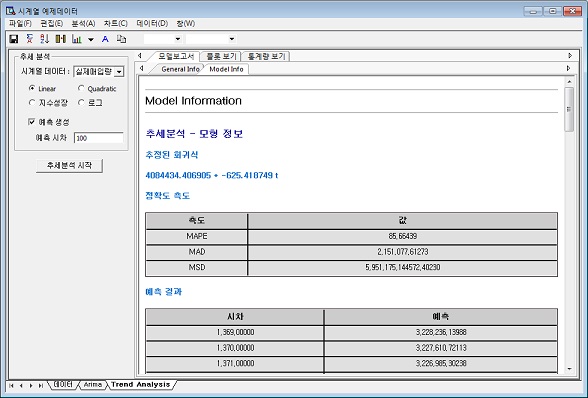 시계열 예제데이터
파일(F) 편집(E) 분석(A) 차트(C) 데이터(D) 창(W)
추세 분석
시계열 데이터 : 실제매입량
Linear Quadratic
지수성장 로그
예측 생성
예측 시차 100
추세분석 시작
모델보고서 플롯 보기 통계량 보기
General Info Model Info
Model Information
추세분석 - 모형 정보
추정된 회귀식
4084434.406905 + -625.418749 t
정확도 측도
측도 값
MAPE 85,66439
MAD 2,151,077,61273
MSD 5,951,175,144572,40230
예측 결과
시차 예측
1,369,00000 3,228,236,13988
1,370,00000 3,227,610,72113
1,371,00000 3,226,985,30238
데이터 Arima Trend Analysis